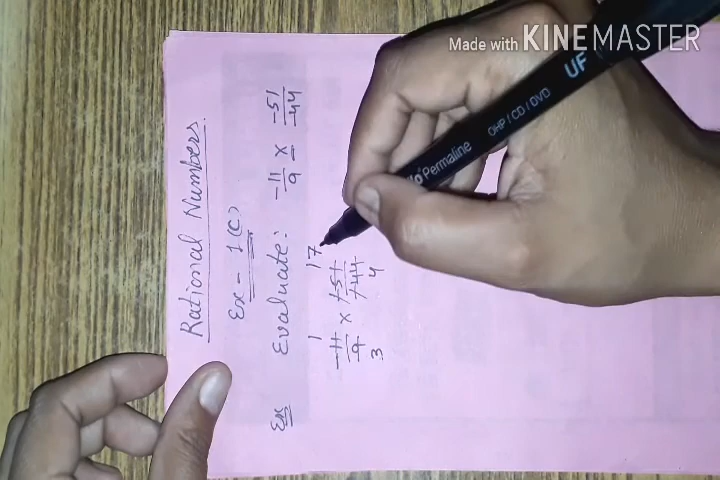 Made with KINEMASTER
Rational Numbers.
Ex - 1(C)
Ex Evaluate: -11/9 × -51/-44
1 17
-11/9 × -51/-44
3 4
Permaline
OHP/CD/DVD
UF